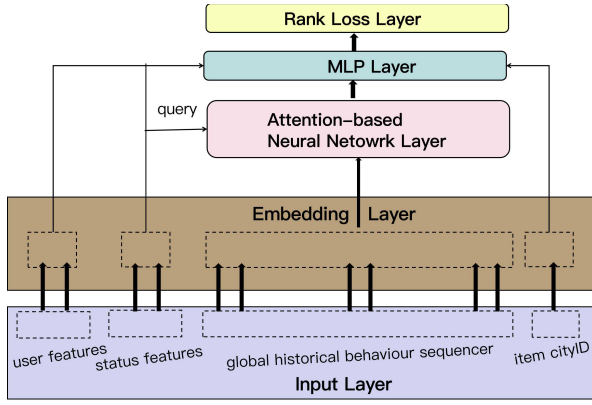 Rank Loss Layer
MLP Layer
query
Attention-based
Neural Netowrk Layer
Embedding Layer
user features
status features
global historical behaviour sequencer
item cityID
Input Layer